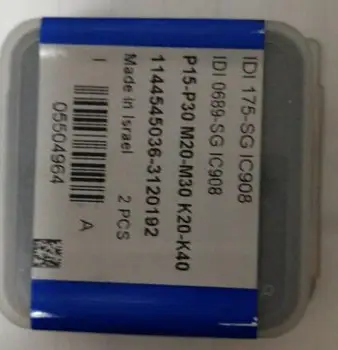 IDI 175-SG IC908
IDI 0689-SG IC908
P15-P30 M20-M30 K20-K40
1144545036-3120192
Made in Israel 2 PCS
I A
05504964